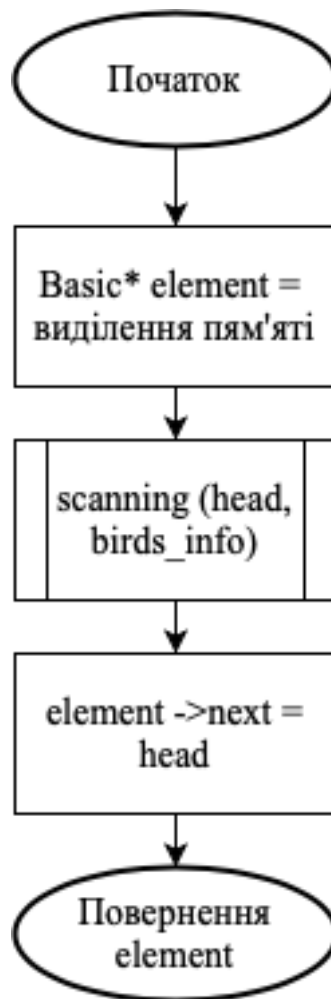 Початок
Basic* element =
виділення пям'яті
scanning (head,
birds_info)
element ->next =
head
Повернення
element